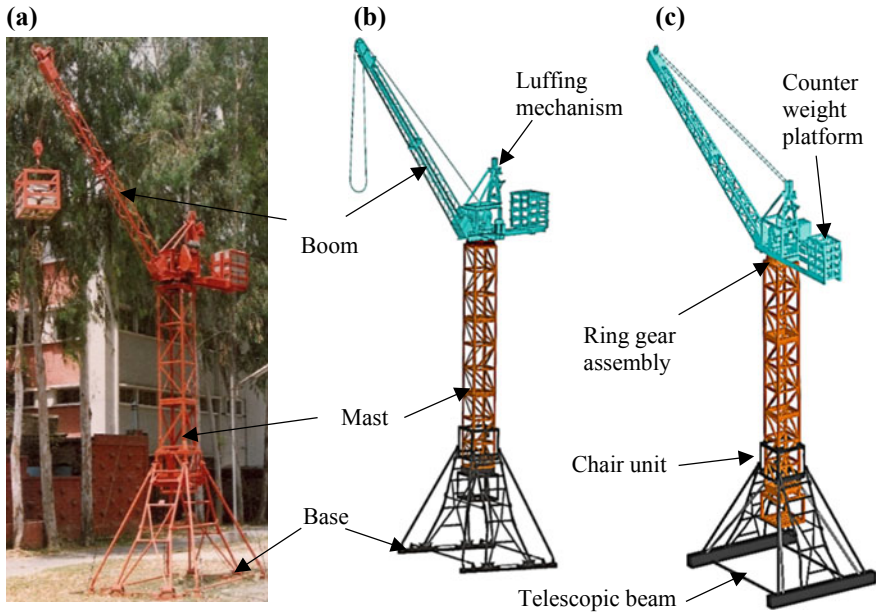 (a)
(b)
(c)
Luffing
mechanism
Counter
weight
platform
Boom
Ring gear
assembly
Mast
Chair unit
Base
Telescopic beam